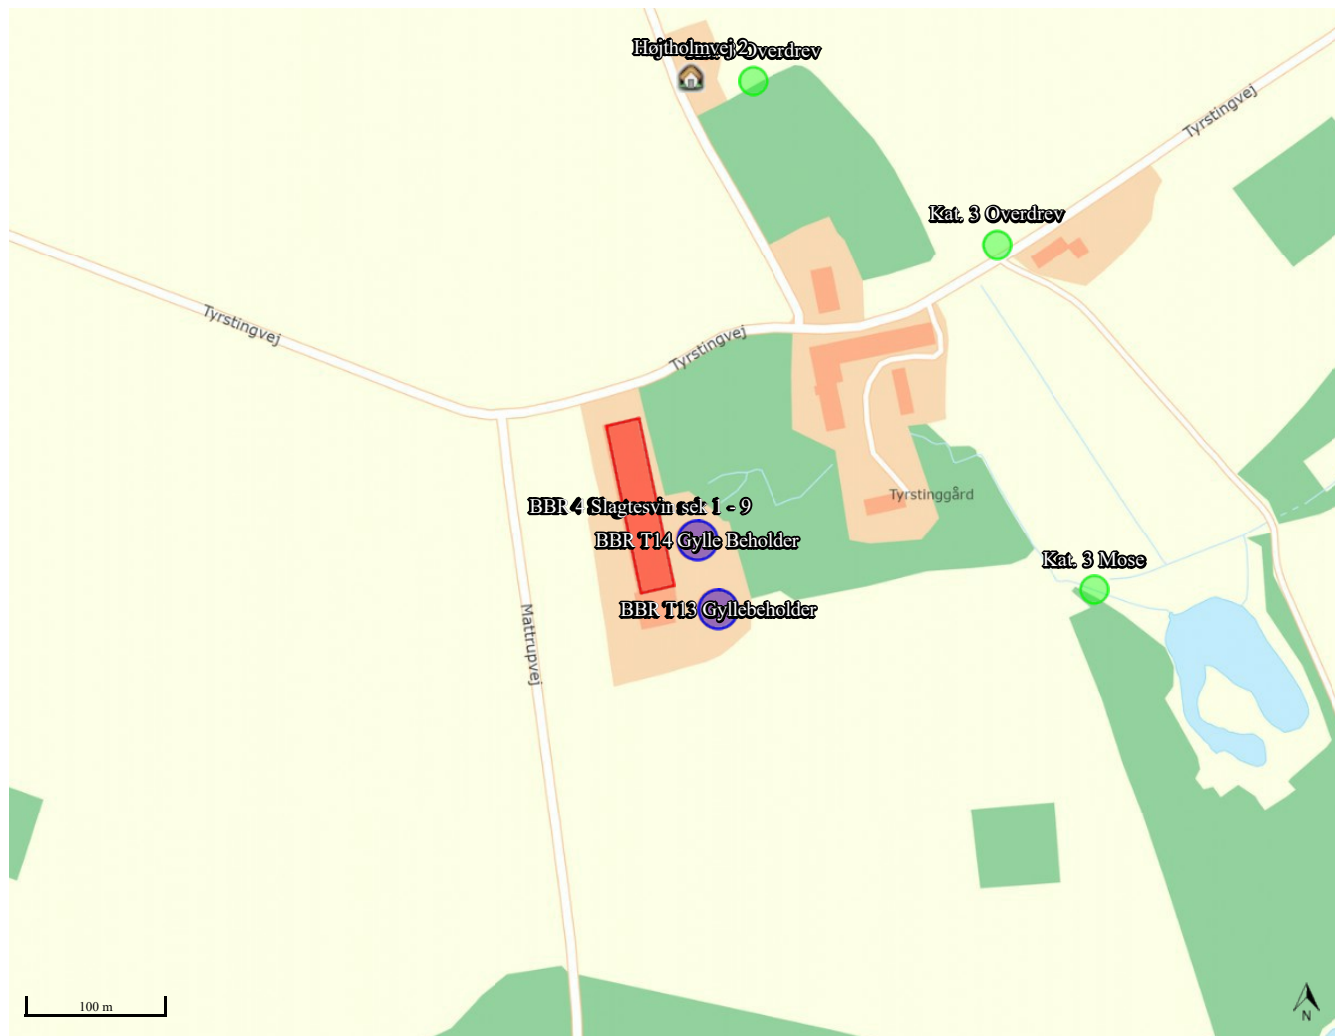 Højtholmvej 2
Overdrev
Tyrstingvej
Kat. 3 Overdrev
Tyrstingvej
Tyrstingvej
Tyrstinggård
BBR 4 Slagtesvin sek 1 - 9
BBR T14 Gylle Beholder
Kat. 3 Mose
BBR T13 Gyllebeholder
Mattrupvej
100 m
N